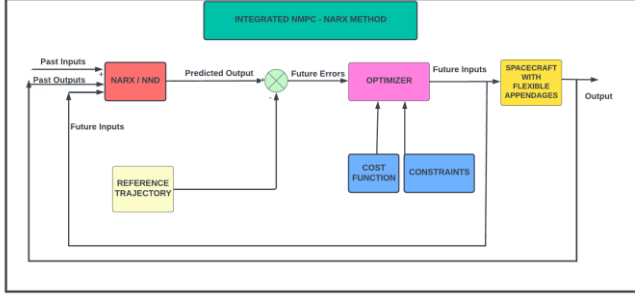 INTEGRATED NMPC - NARX METHOD
Past Inputs
+
Past Outputs
NARX / NND
Predicted Output
Future Errors
-
OPTIMIZER
Future Inputs
SPACECRAFT
WITH
FLEXIBLE
APPENDAGES
Output
Future Inputs
REFERENCE
TRAJECTORY
COST
FUNCTION
CONSTRAINTS